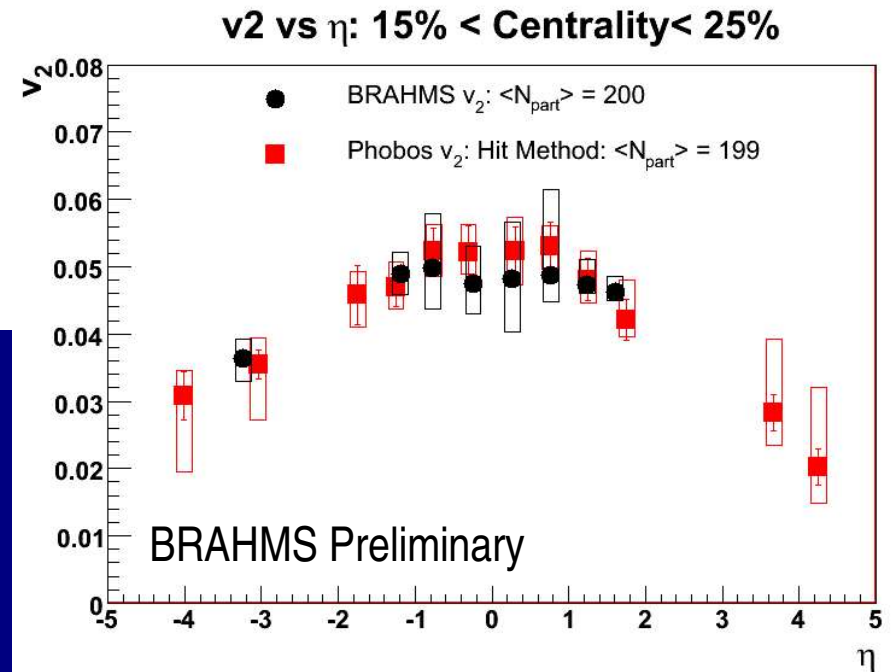 v2 vs η: 15% < Centrality< 25%
v2
0.08
0.07
0.06
0.05
0.04
0.03
0.02
0.01
0
BRAHMS v2: <Npart> = 200
Phobos v2: Hit Method: <Npart> = 199
BRAHMS Preliminary
-5 -4 -3 -2 -1 0 1 2 3 4 5
η